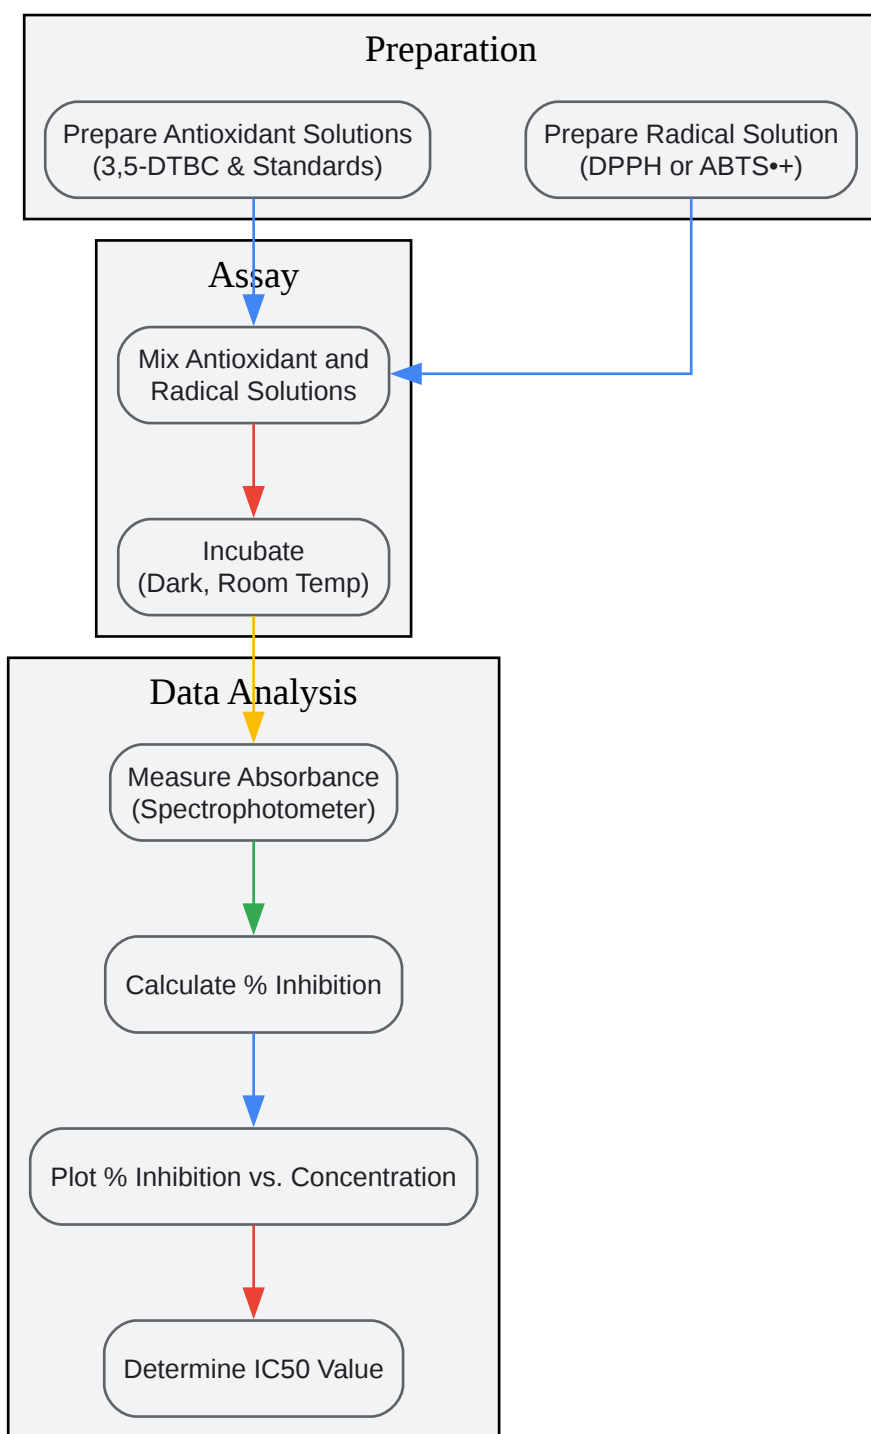 Preparation
Prepare Antioxidant Solutions
(3,5-DTBC & Standards)
Prepare Radical Solution
(DPPH or ABTS•+)
Assay
Mix Antioxidant and
Radical Solutions
Incubate
(Dark, Room Temp)
Data Analysis
Measure Absorbance
(Spectrophotometer)
Calculate % Inhibition
Plot % Inhibition vs. Concentration
Determine IC50 Value